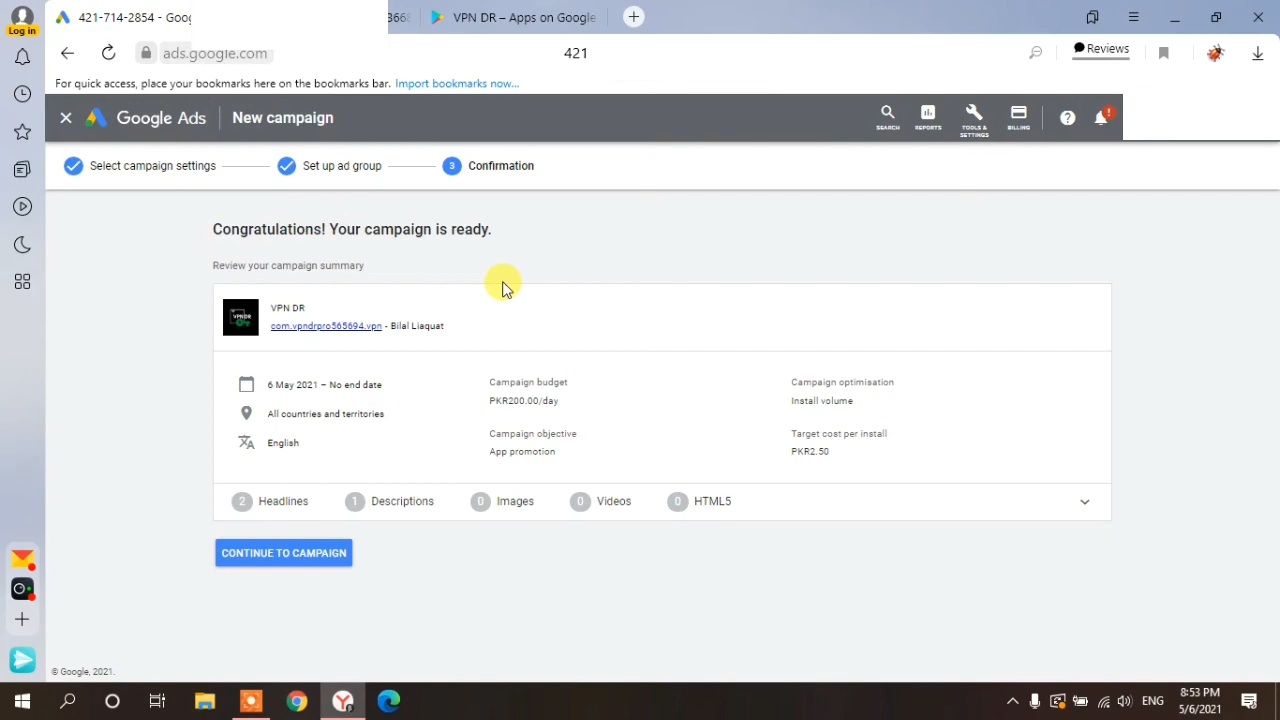 Log in
421-714-2854 - Goo
8668
VPN DR – Apps on Google
ads.google.com
421
Reviews
For quick access, place your bookmarks here on the bookmarks bar. Import bookmarks now...
Google Ads
New campaign
SEARCH
REPORTS
TOOLS & SETTINGS
BILLING
Select campaign settings
Set up ad group
3 Confirmation
Congratulations! Your campaign is ready.
Review your campaign summary
VPNDR
VPN DR
com.vpndrpro565694.vpn - Bilal Liaquat
6 May 2021 – No end date
All countries and territories
English
Campaign budget
PKR200.00/day
Campaign objective
App promotion
Campaign optimisation
Install volume
Target cost per install
PKR2.50
2 Headlines
1 Descriptions
0 Images
0 Videos
0 HTML5
CONTINUE TO CAMPAIGN
© Google, 2021.
ENG
8:53 PM
5/6/2021